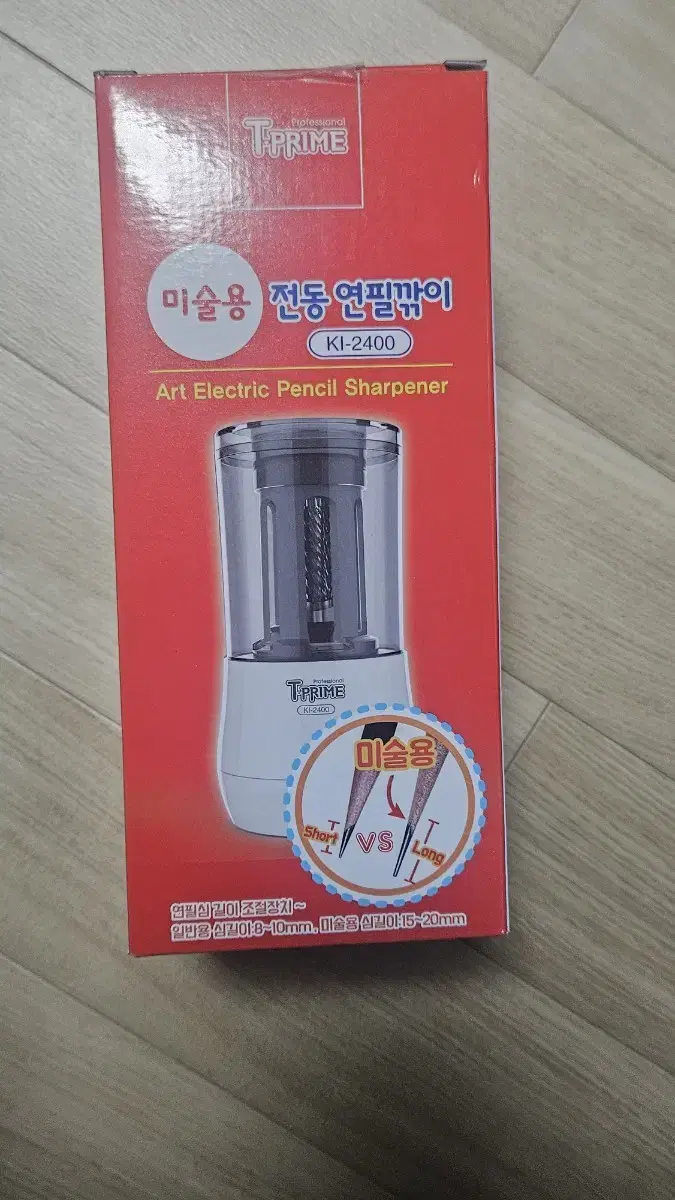 Professional
T-PRIME
미술용 전동 연필깎이
KI-2400
Art Electric Pencil Sharpener
Professional
T-PRIME
KI-2400
미술용
Short VS Long
연필심 길이 조절장치~
일반용 심길이:8~10mm, 미술용 심길이:15~20mm